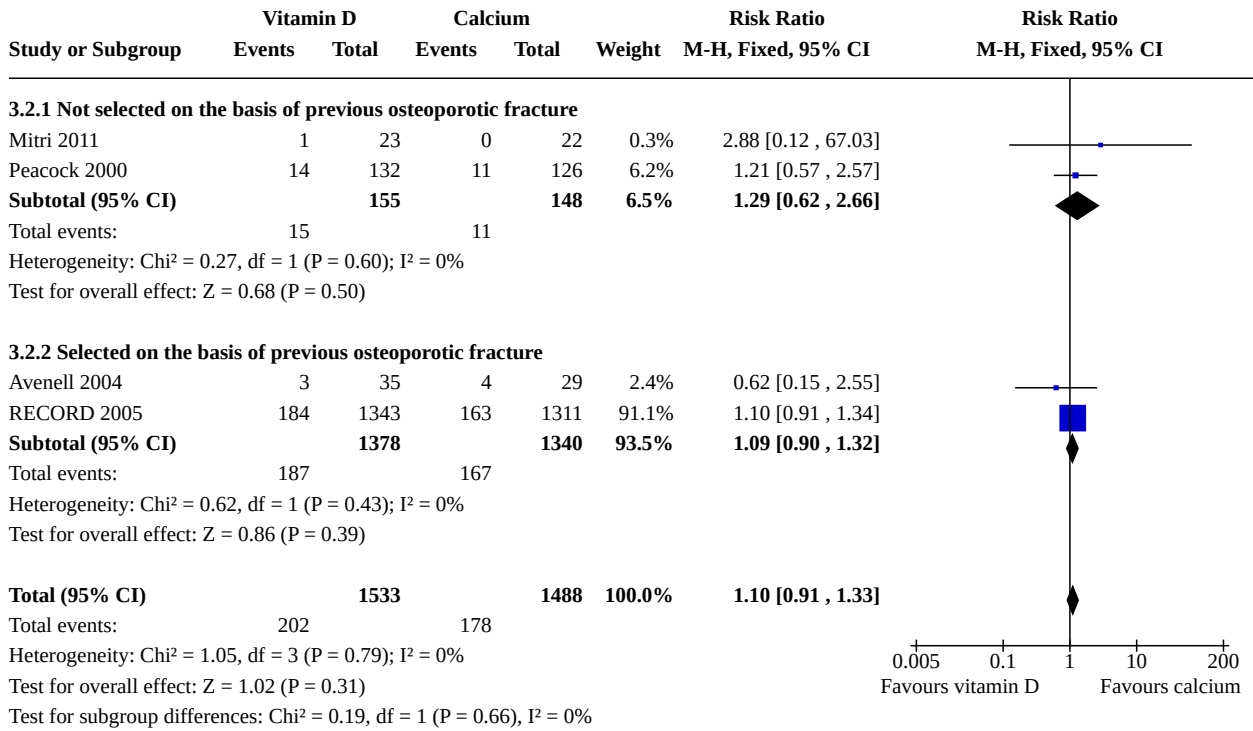 Vitamin D Calcium Risk Ratio Risk Ratio
Study or Subgroup Events Total Events Total Weight M-H, Fixed, 95% CI M-H, Fixed, 95% CI
3.2.1 Not selected on the basis of previous osteoporotic fracture
Mitri 2011 1 23 0 22 0.3% 2.88 [0.12 , 67.03]
Peacock 2000 14 132 11 126 6.2% 1.21 [0.57 , 2.57]
Subtotal (95% CI) 155 148 6.5% 1.29 [0.62 , 2.66]
Total events: 15 11
Heterogeneity: Chi² = 0.27, df = 1 (P = 0.60); I² = 0%
Test for overall effect: Z = 0.68 (P = 0.50)
3.2.2 Selected on the basis of previous osteoporotic fracture
Avenell 2004 3 35 4 29 2.4% 0.62 [0.15 , 2.55]
RECORD 2005 184 1343 163 1311 91.1% 1.10 [0.91 , 1.34]
Subtotal (95% CI) 1378 1340 93.5% 1.09 [0.90 , 1.32]
Total events: 187 167
Heterogeneity: Chi² = 0.62, df = 1 (P = 0.43); I² = 0%
Test for overall effect: Z = 0.86 (P = 0.39)
Total (95% CI) 1533 1488 100.0% 1.10 [0.91 , 1.33]
Total events: 202 178
Heterogeneity: Chi² = 1.05, df = 3 (P = 0.79); I² = 0%
0.005 0.1 1 10 200
Test for overall effect: Z = 1.02 (P = 0.31) Favours vitamin D Favours calcium
Test for subgroup differences: Chi² = 0.19, df = 1 (P = 0.66), I² = 0%